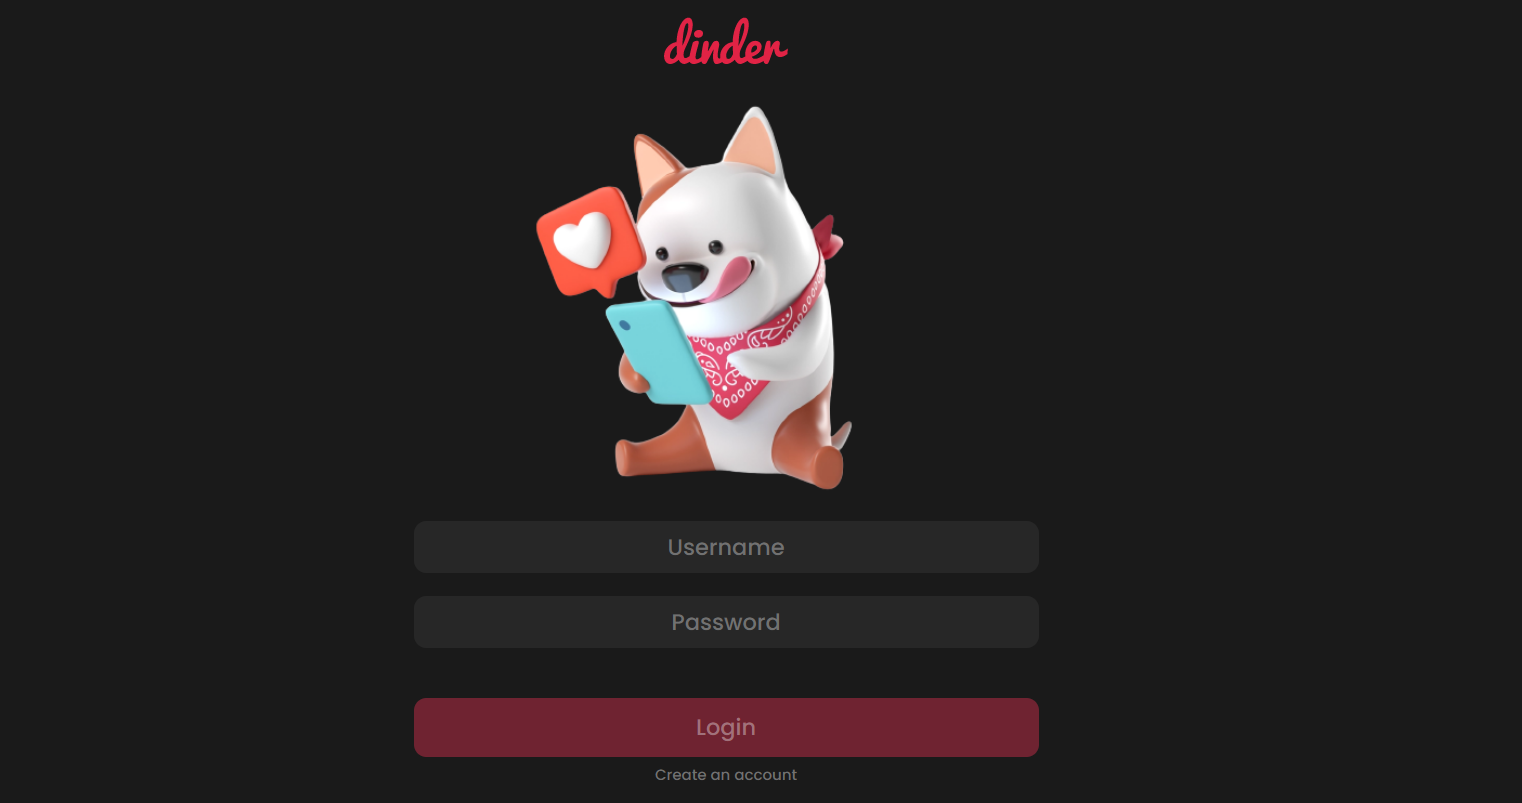 dinder
Username
Password
Login
Create an account